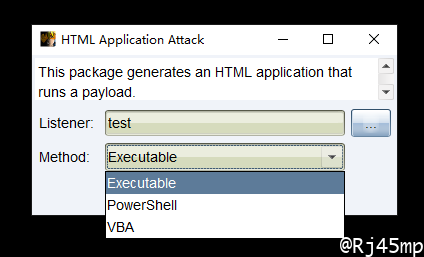 HTML Application Attack
This package generates an HTML application that
runs a payload.
Listener: test ...
Method: Executable
Executable
PowerShell
VBA
@Rj45mp